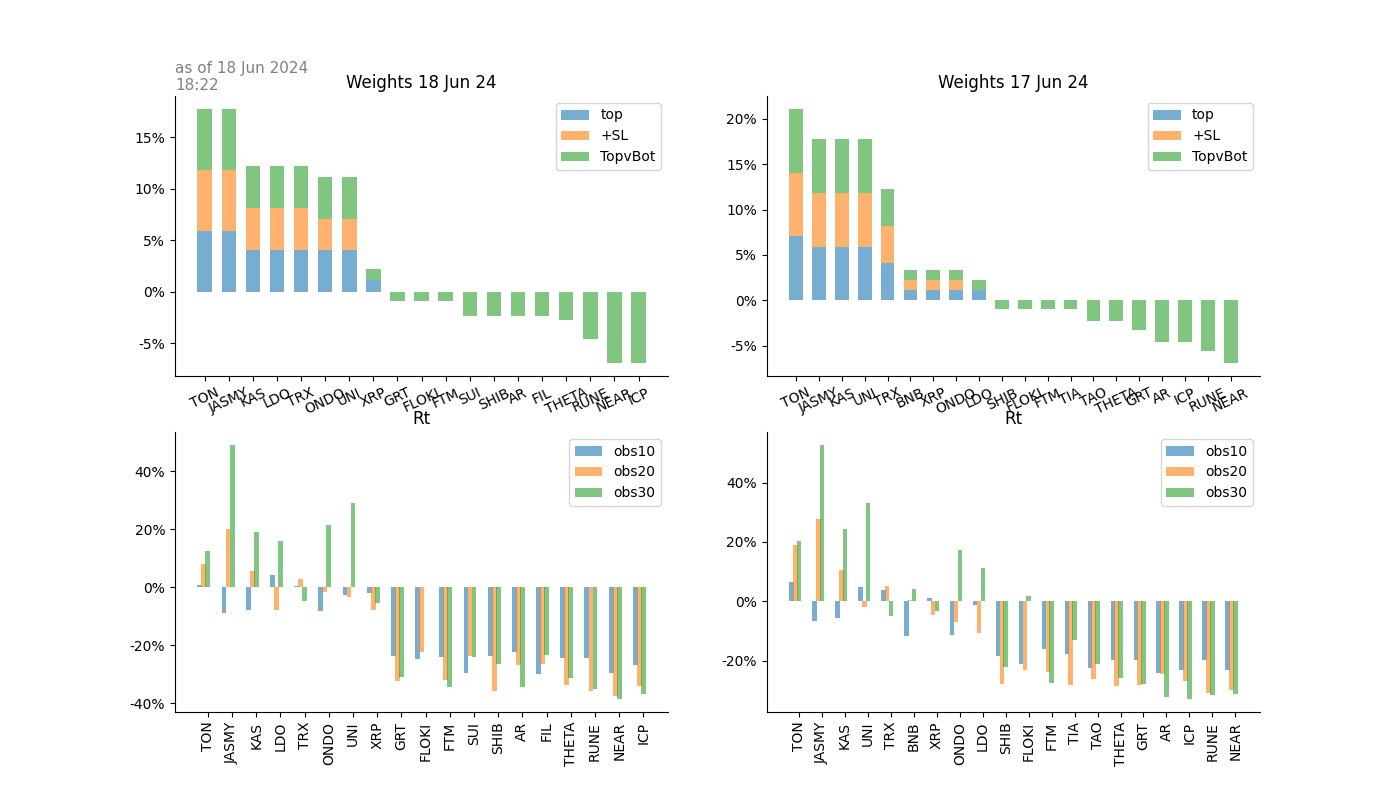 as of 18 Jun 2024
18:22
Weights 18 Jun 24
top
+SL
TopvBot
15%
10%
5%
0%
-5%
TON JASMY KAS LDO TRX ONDO UNI XRP GRT FLOKI FTM SUI SHIB AR FIL THETA RUNE NEAR ICP
Weights 17 Jun 24
top
+SL
TopvBot
20%
15%
10%
5%
0%
-5%
TON JASMY KAS UNI TRX BNB XRP ONDO LDO SHIB FLOKI FTM TIA TAO THETA GRT AR ICP RUNE NEAR
Rt
obs10
obs20
obs30
40%
20%
0%
-20%
-40%
TON JASMY KAS LDO TRX ONDO UNI XRP GRT FLOKI FTM SUI SHIB AR FIL THETA RUNE NEAR ICP
Rt
obs10
obs20
obs30
40%
20%
0%
-20%
TON JASMY KAS UNI TRX BNB XRP ONDO LDO SHIB FLOKI FTM TIA TAO THETA GRT AR ICP RUNE NEAR